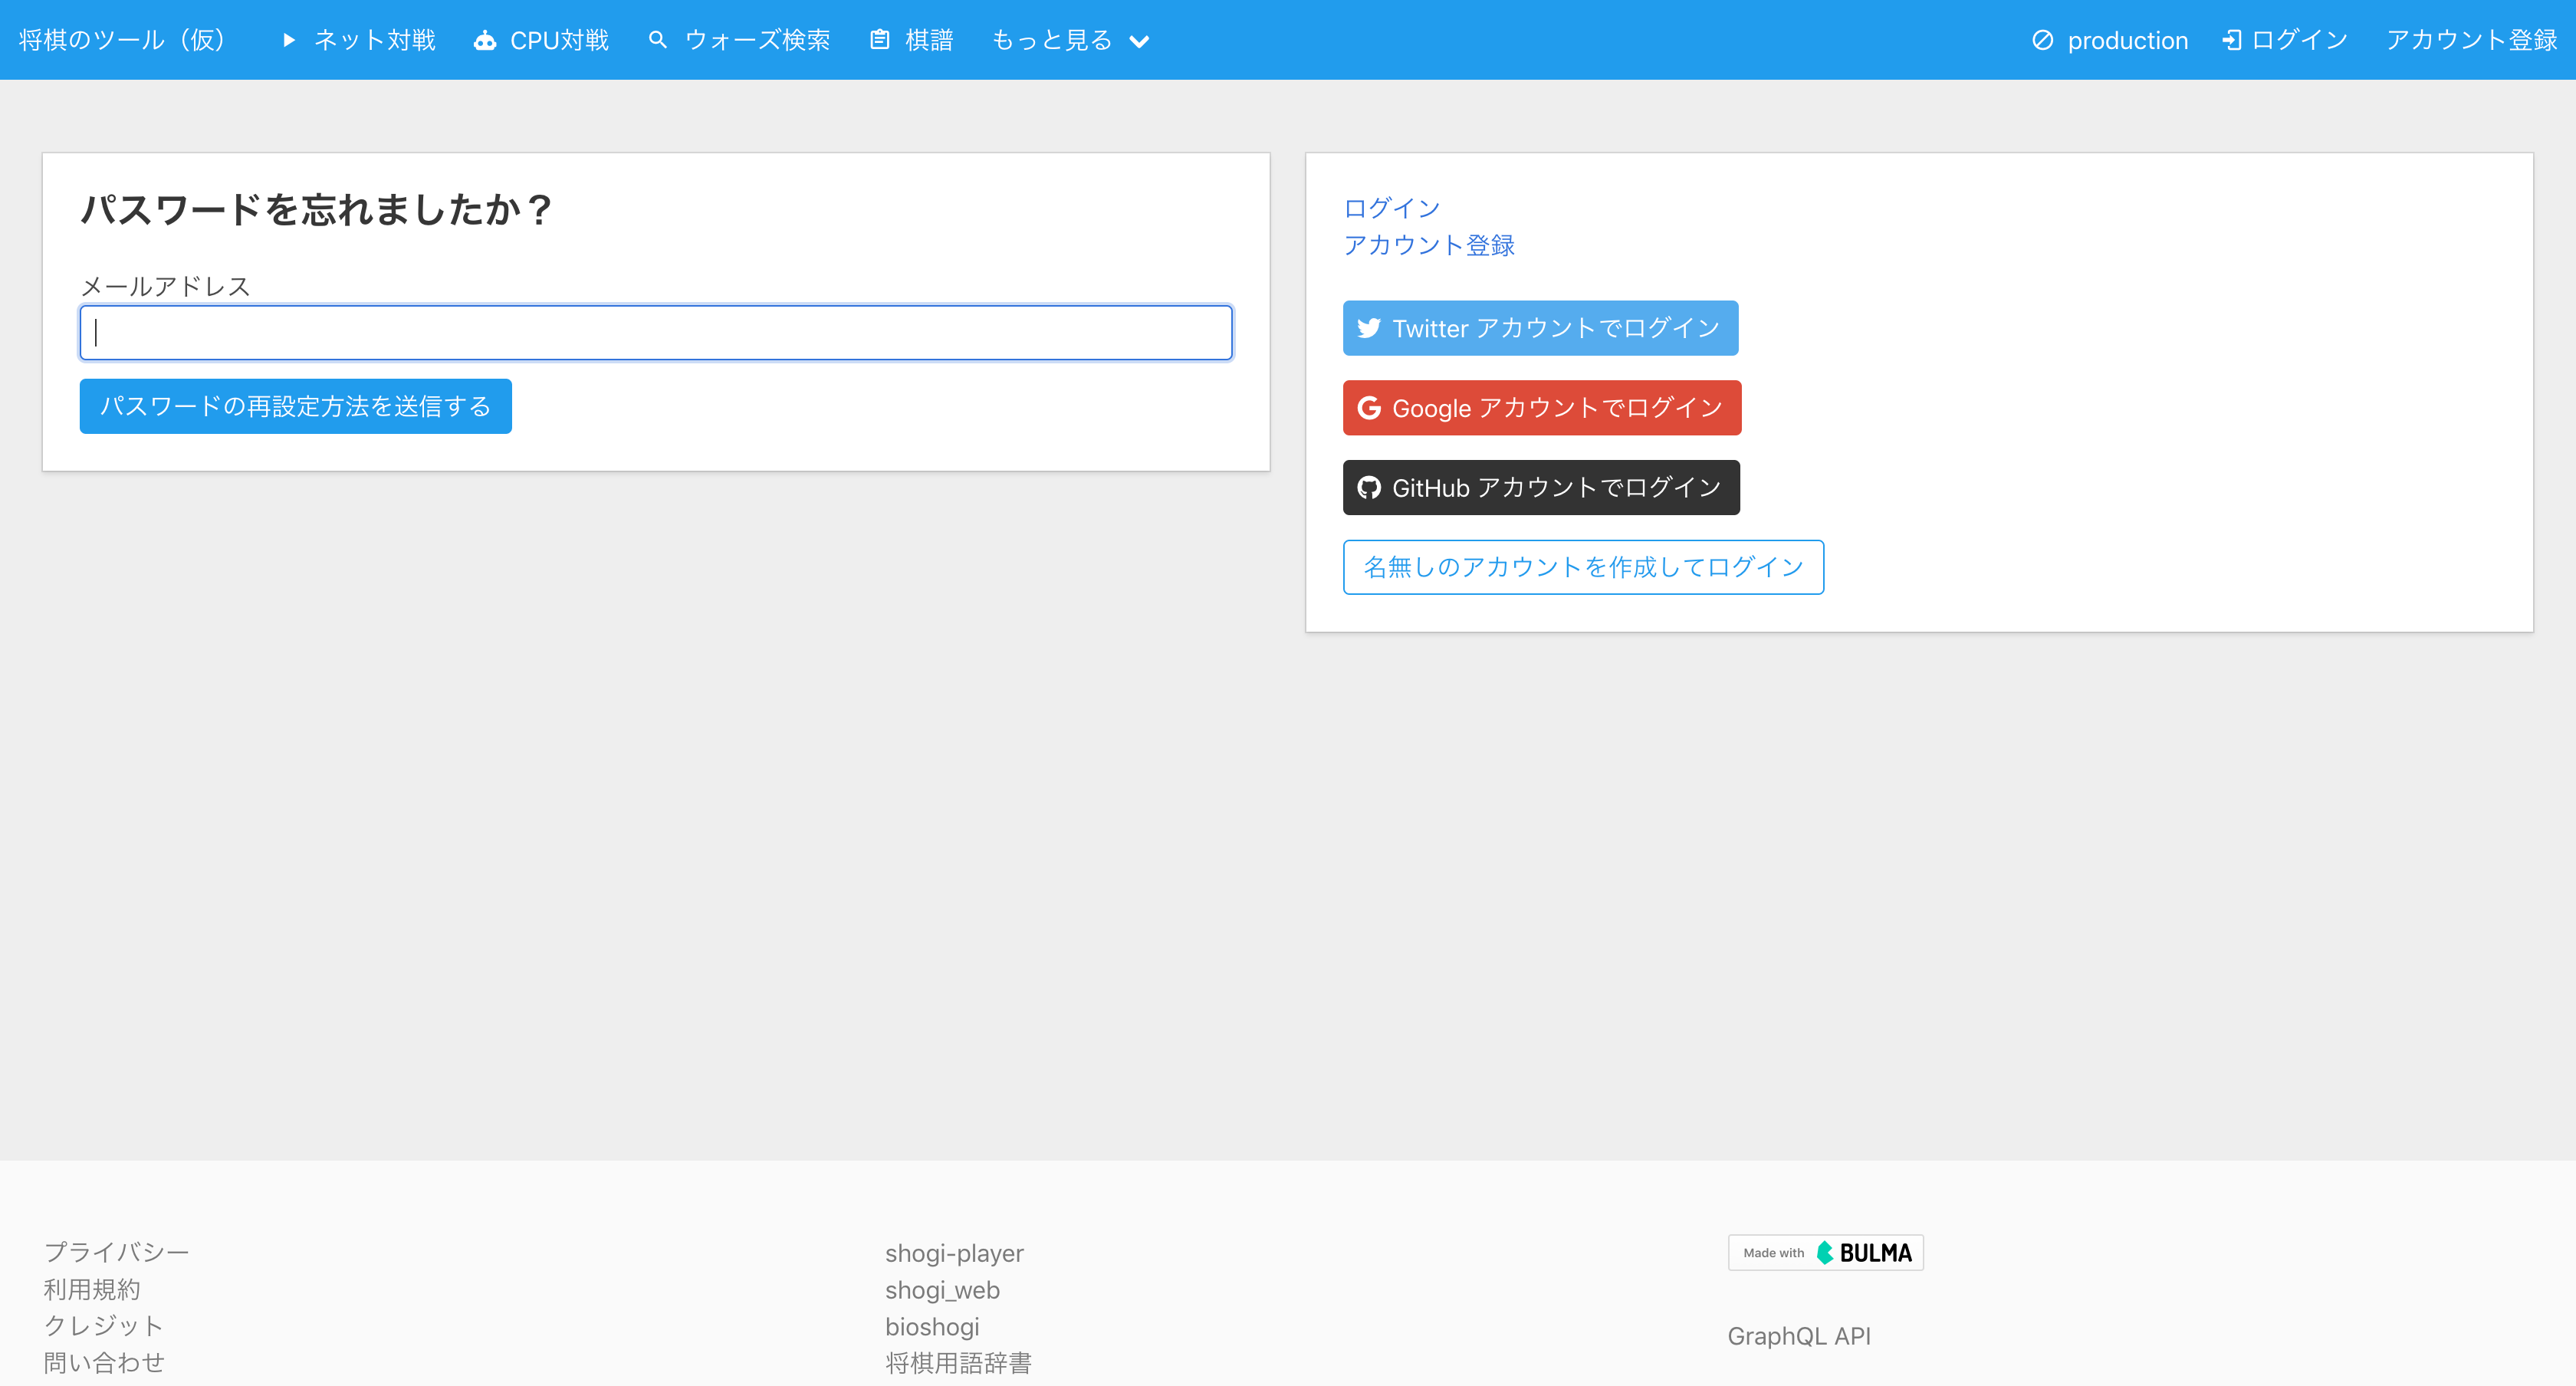 将棋のツール（仮） ネット対戦 CPU対戦 ウォーズ検索 棋譜 もっと見る production ログイン アカウント登録
パスワードを忘れましたか？
メールアドレス
パスワードの再設定方法を送信する
ログイン
アカウント登録
Twitter アカウントでログイン
Google アカウントでログイン
GitHub アカウントでログイン
名無しのアカウントを作成してログイン
プライバシー
利用規約
クレジット
問い合わせ
shogi-player
shogi_web
bioshogi
将棋用語辞書
Made with BULMA
GraphQL API